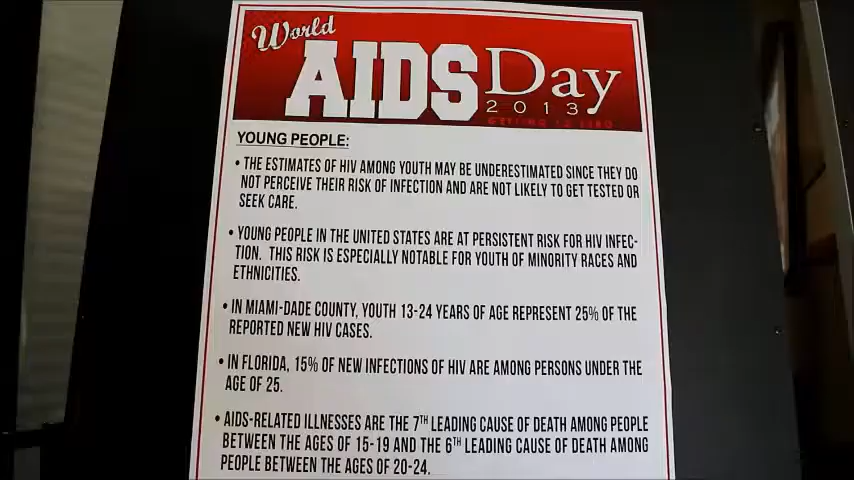 World
AIDS Day
2013
GETTING TO ZERO
YOUNG PEOPLE:
• THE ESTIMATES OF HIV AMONG YOUTH MAY BE UNDERESTIMATED SINCE THEY DO
NOT PERCEIVE THEIR RISK OF INFECTION AND ARE NOT LIKELY TO GET TESTED OR
SEEK CARE.
• YOUNG PEOPLE IN THE UNITED STATES ARE AT PERSISTENT RISK FOR HIV INFEC-
TION. THIS RISK IS ESPECIALLY NOTABLE FOR YOUTH OF MINORITY RACES AND
ETHNICITIES.
• IN MIAMI-DADE COUNTY, YOUTH 13-24 YEARS OF AGE REPRESENT 25% OF THE
REPORTED NEW HIV CASES.
• IN FLORIDA, 15% OF NEW INFECTIONS OF HIV ARE AMONG PERSONS UNDER THE
AGE OF 25.
• AIDS-RELATED ILLNESSES ARE THE 7TH LEADING CAUSE OF DEATH AMONG PEOPLE
BETWEEN THE AGES OF 15-19 AND THE 6TH LEADING CAUSE OF DEATH AMONG
PEOPLE BETWEEN THE AGES OF 20-24.